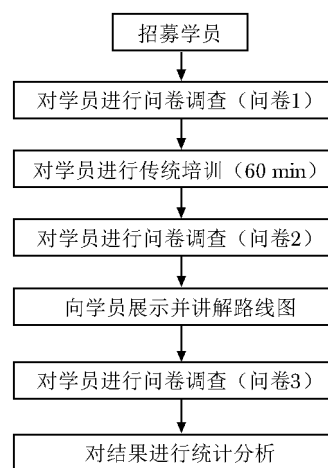 招募学员
对学员进行问卷调查（问卷1）
对学员进行传统培训（60 min）
对学员进行问卷调查（问卷2）
向学员展示并讲解路线图
对学员进行问卷调查（问卷3）
对结果进行统计分析